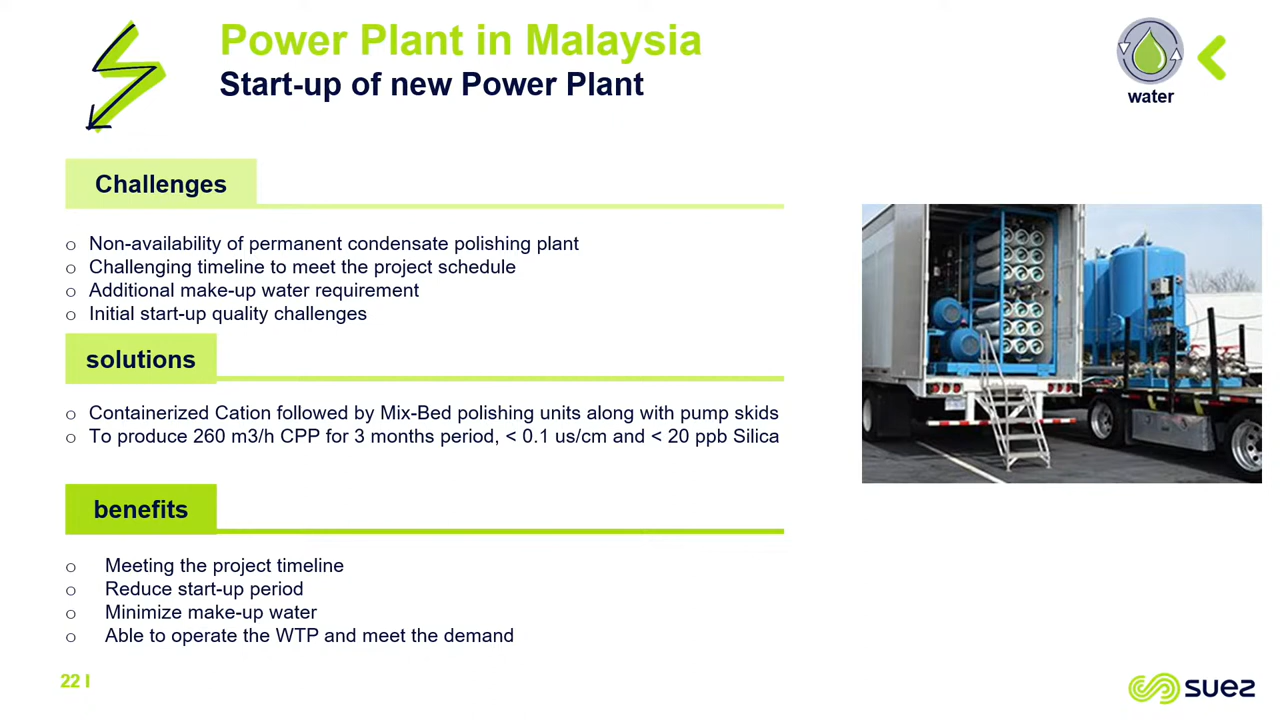 Power Plant in Malaysia
Start-up of new Power Plant
water
Challenges
o Non-availability of permanent condensate polishing plant
o Challenging timeline to meet the project schedule
o Additional make-up water requirement
o Initial start-up quality challenges
solutions
o Containerized Cation followed by Mix-Bed polishing units along with pump skids
o To produce 260 m3/h CPP for 3 months period, < 0.1 us/cm and < 20 ppb Silica
benefits
o Meeting the project timeline
o Reduce start-up period
o Minimize make-up water
o Able to operate the WTP and meet the demand
22 I
suez